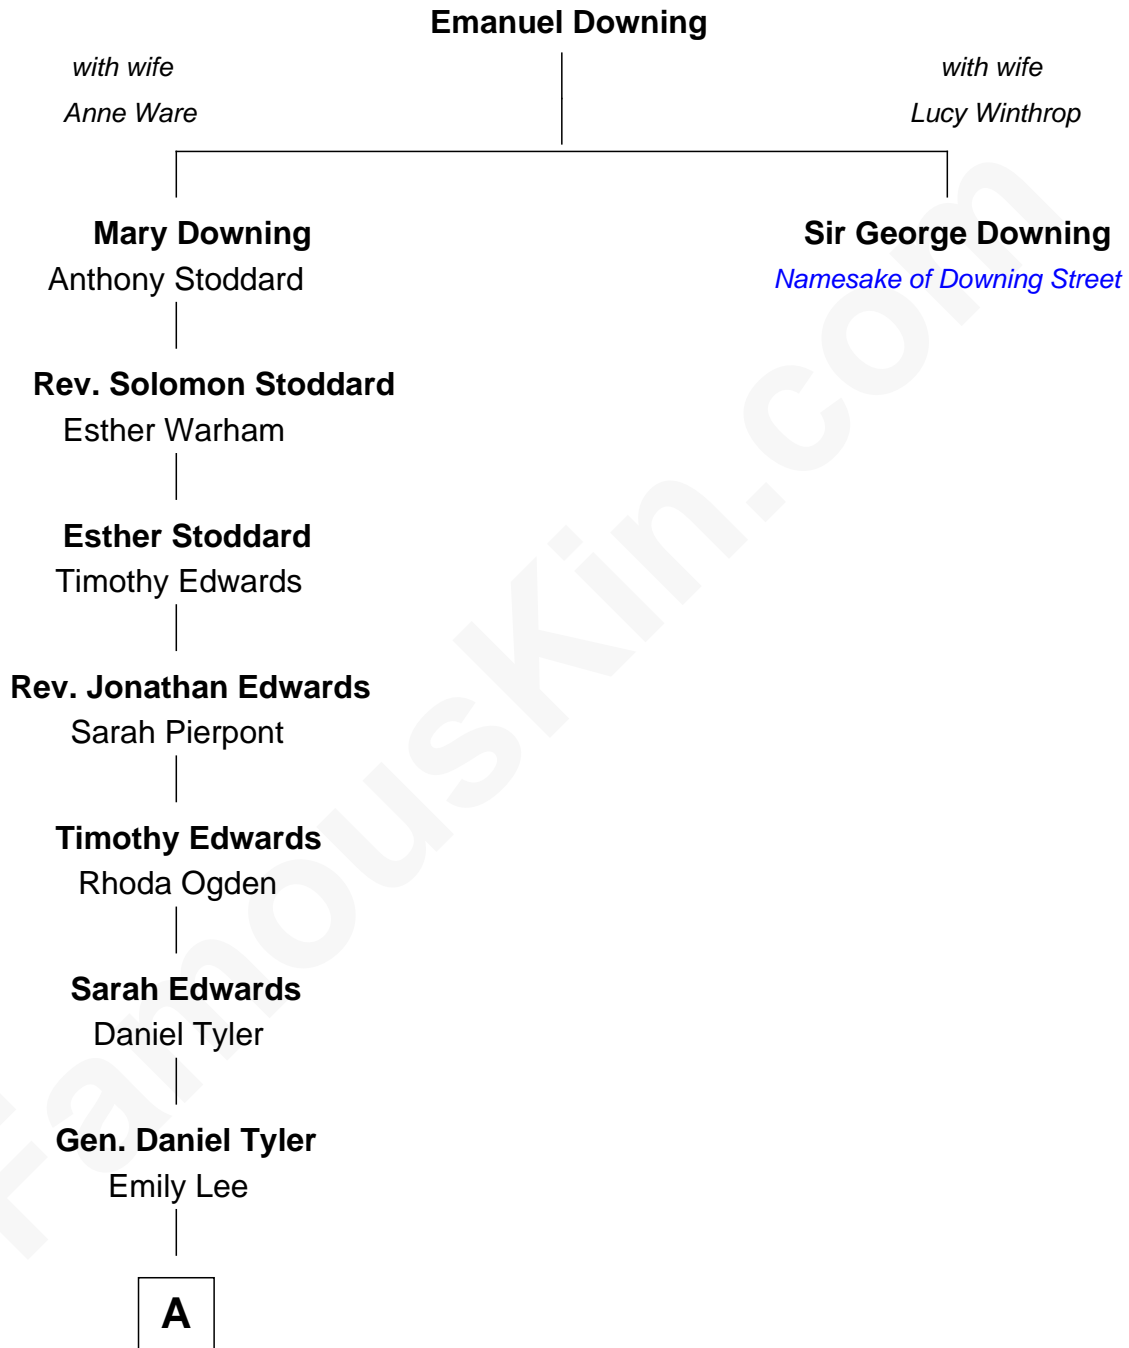 Emanuel Downing
with wife
Anne Ware
with wife
Lucy Winthrop
Mary Downing
Anthony Stoddard
Sir George Downing
Namesake of Downing Street
Rev. Solomon Stoddard
Esther Warham
Esther Stoddard
Timothy Edwards
Rev. Jonathan Edwards
Sarah Pierpont
Timothy Edwards
Rhoda Ogden
Sarah Edwards
Daniel Tyler
Gen. Daniel Tyler
Emily Lee
A
FamousKin.com